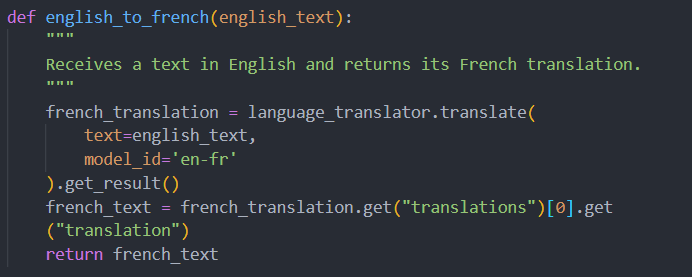 def english_to_french(english_text):
    """
    Receives a text in English and returns its French translation.
    """
    french_translation = language_translator.translate(
        text=english_text,
        model_id='en-fr'
    ).get_result()
    french_text = french_translation.get("translations")[0].get
    ("translation")
    return french_text